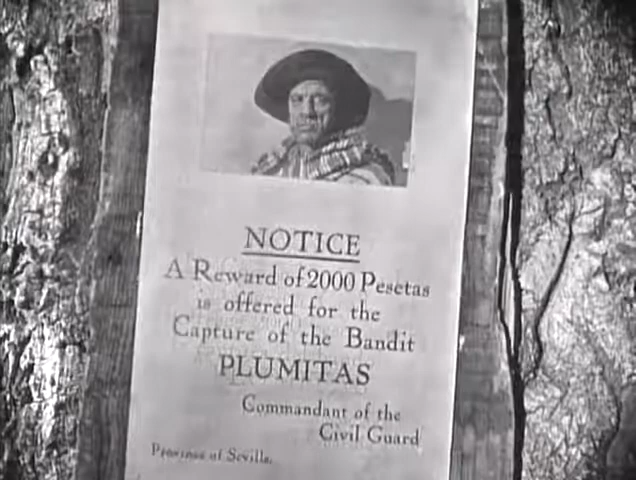 NOTICE
A Reward of 2000 Pesetas
is offered for the
Capture of the Bandit
PLUMITAS
Commandant of the
Civil Guard
Province of Sevilla.